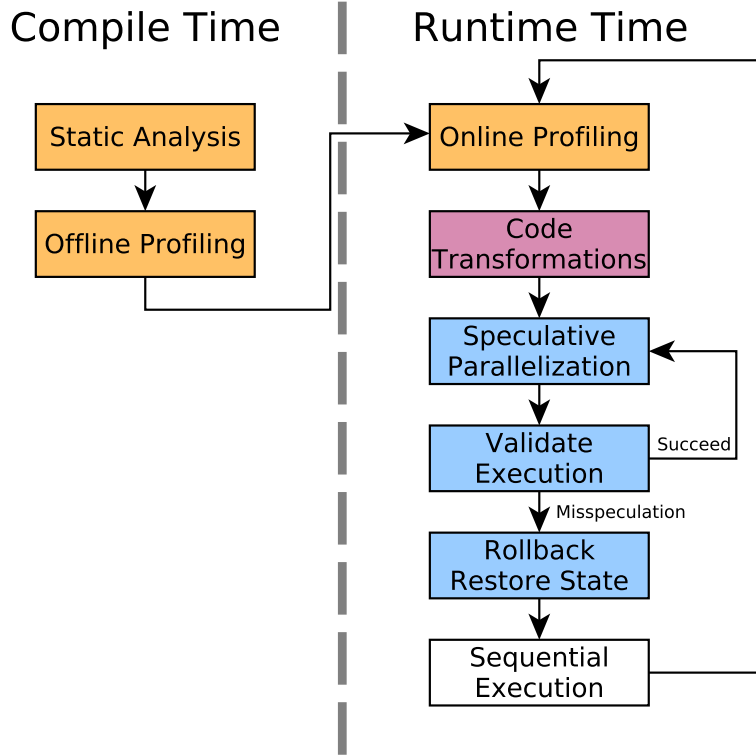 Compile Time
Runtime Time
Static Analysis
Offline Profiling
Online Profiling
Code
Transformations
Speculative
Parallelization
Validate
Execution
Succeed
Misspeculation
Rollback
Restore State
Sequential
Execution